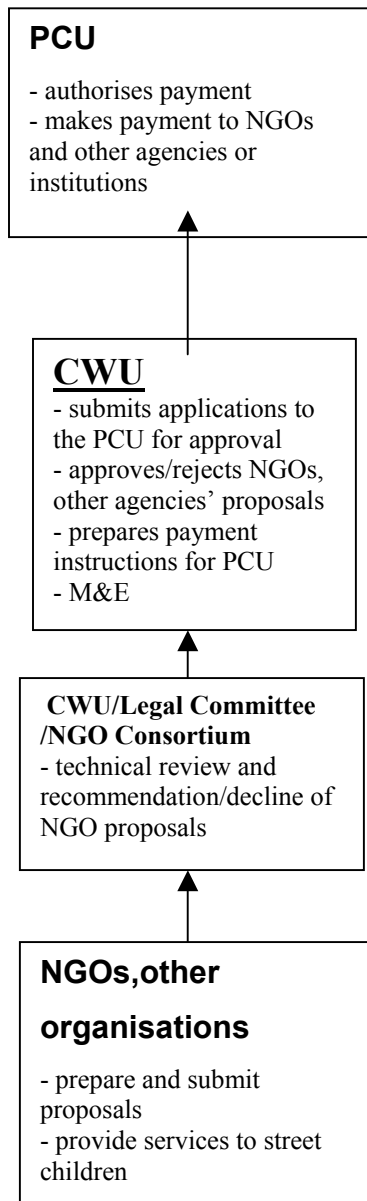 PCU
- authorises payment
- makes payment to NGOs
and other agencies or
institutions
CWU
- submits applications to
the PCU for approval
- approves/rejects NGOs,
other agencies’ proposals
- prepares payment
instructions for PCU
- M&E
CWU/Legal Committee
/NGO Consortium
- technical review and
recommendation/decline of
NGO proposals
NGOs,other
organisations
- prepare and submit
proposals
- provide services to street
children